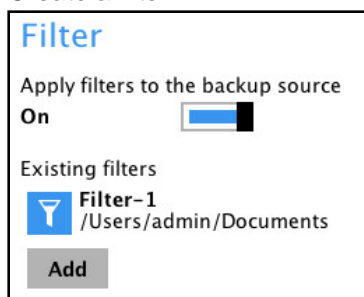 Filter
Apply filters to the backup source
On
Existing filters
Filter-1
/Users/admin/Documents
Add